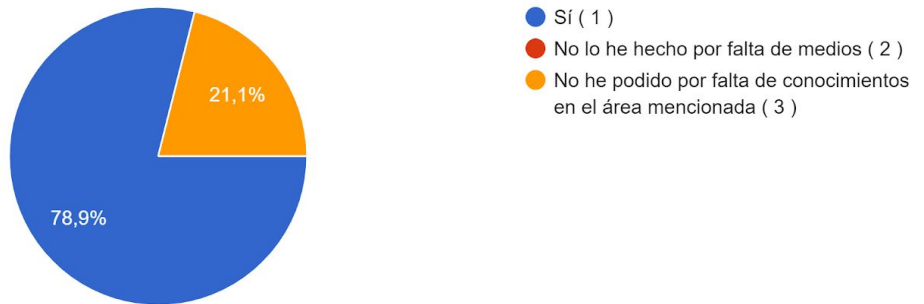 Sí ( 1 )
No lo he hecho por falta de medios ( 2 )
No he podido por falta de conocimientos
en el área mencionada ( 3 )
21,1%
78,9%